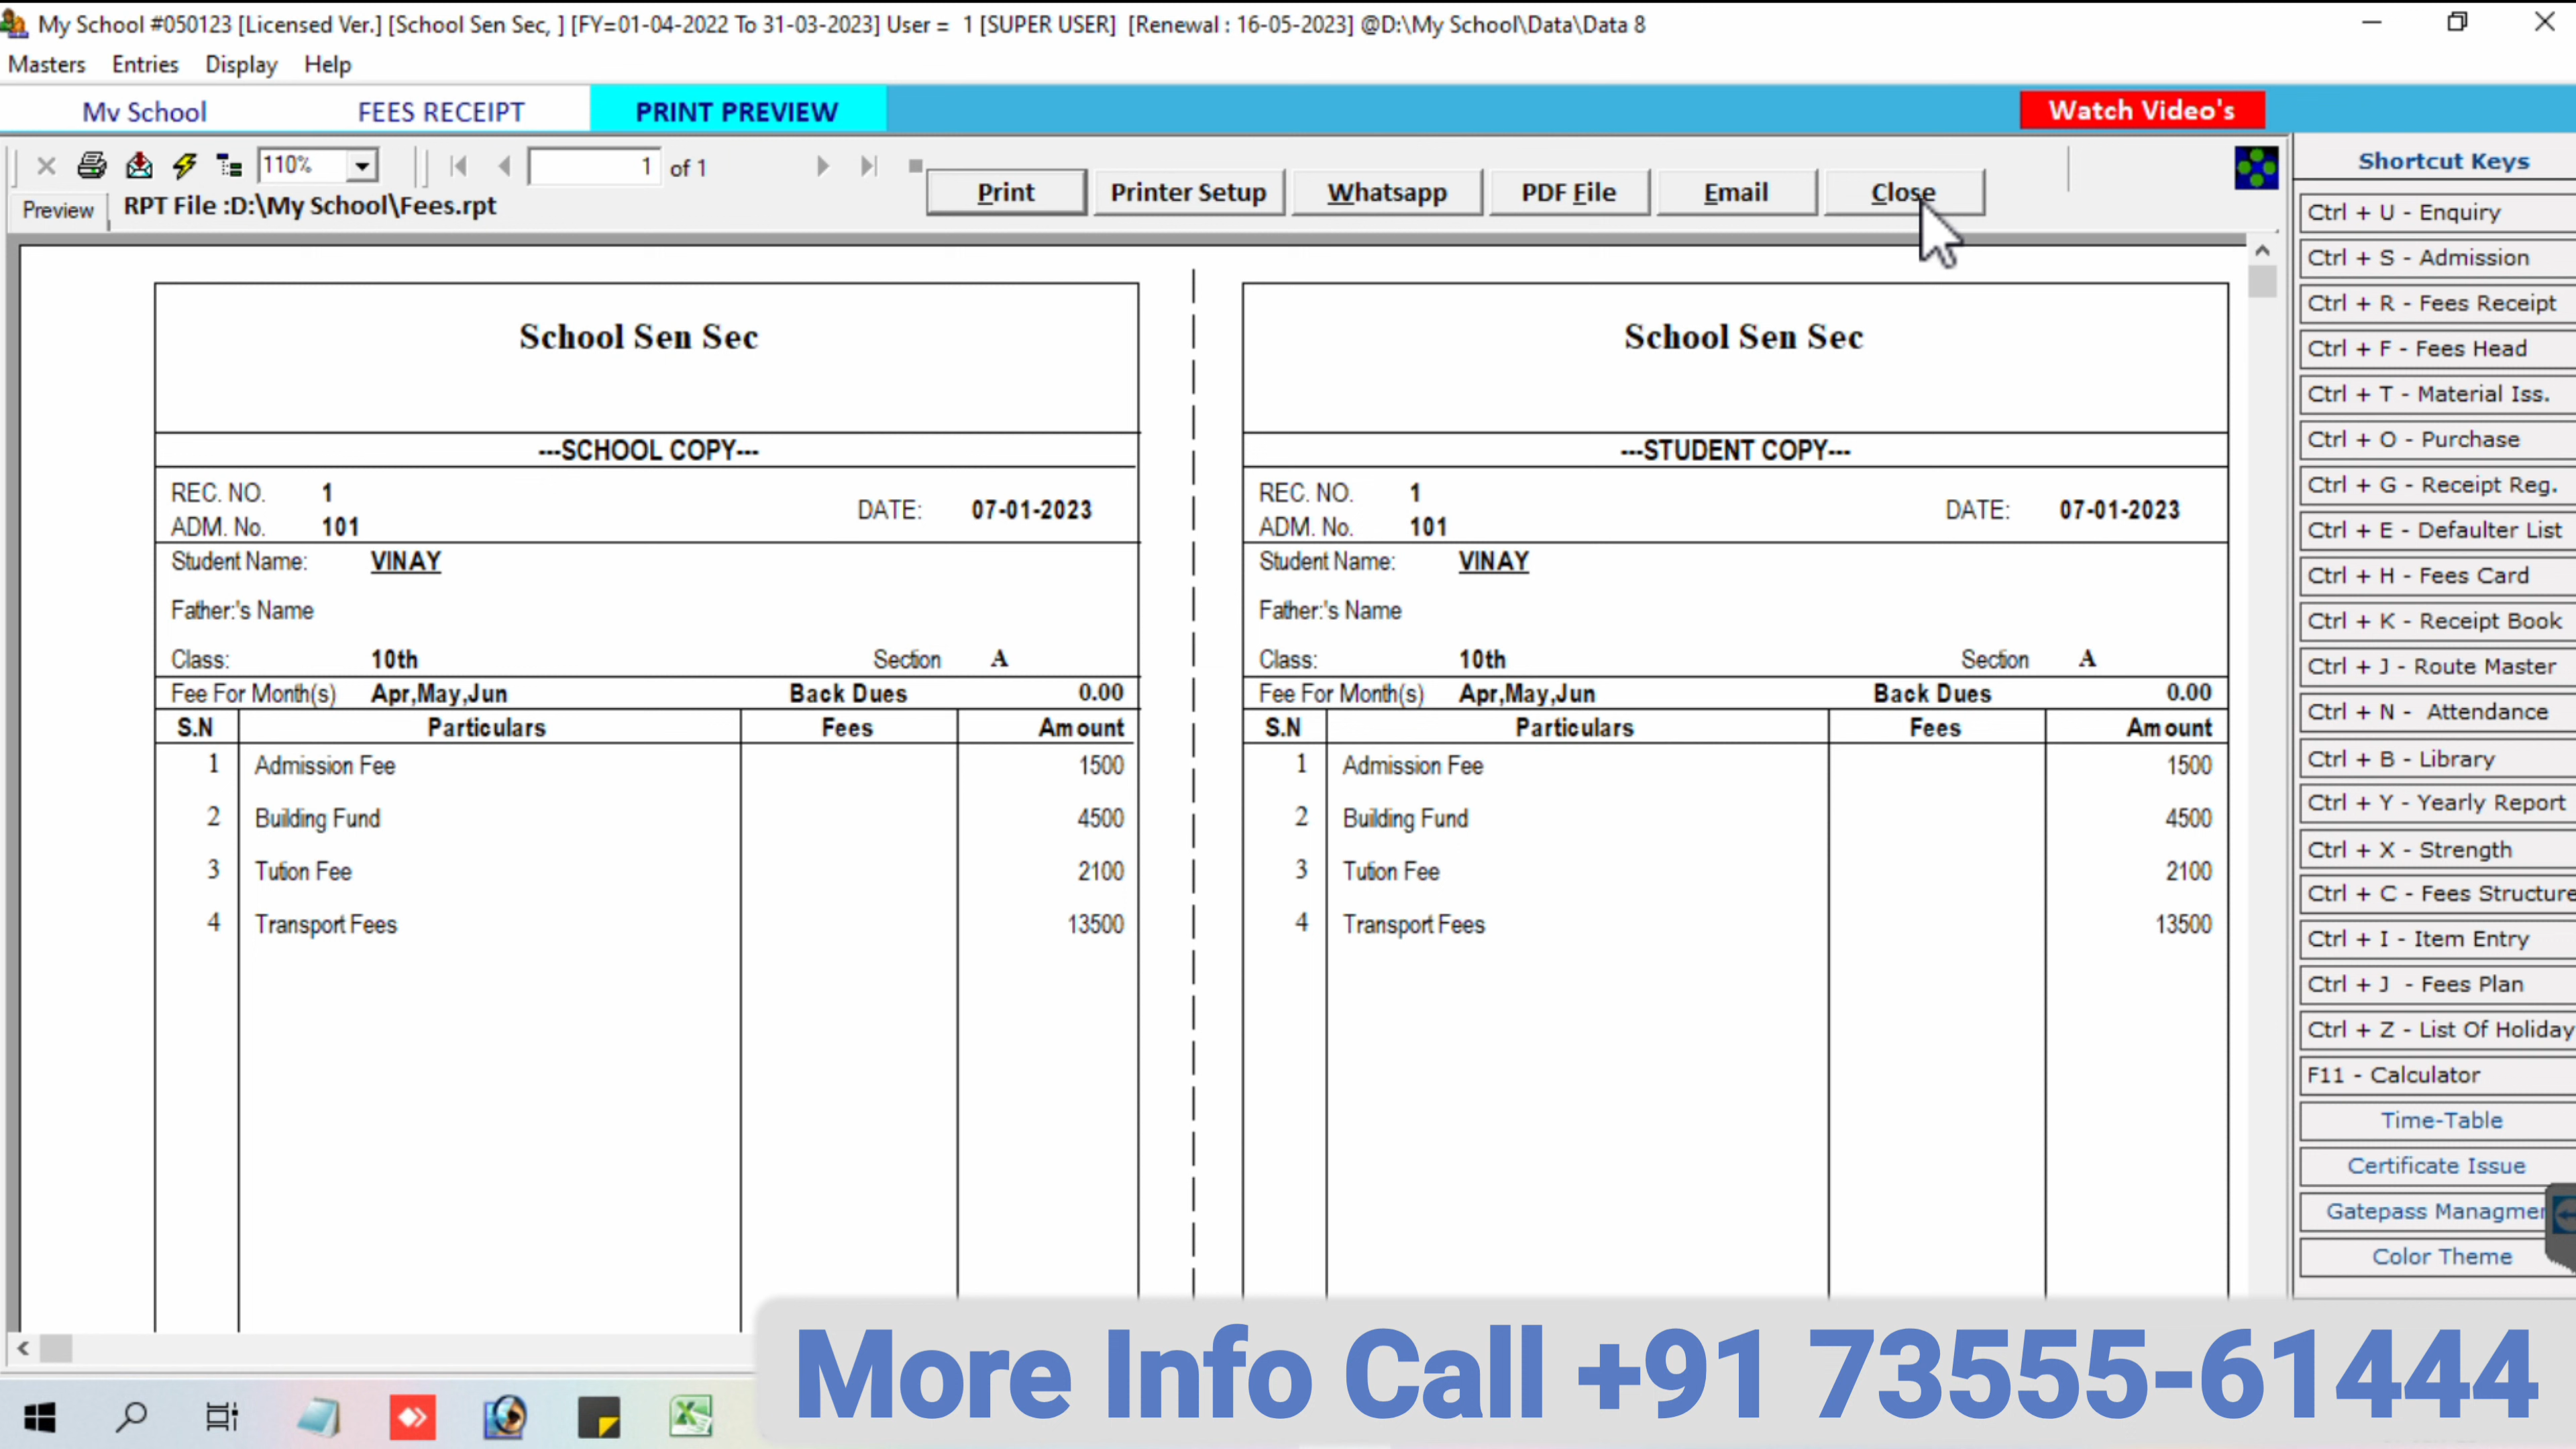 My School #050123 [Licensed Ver.] [School Sen Sec, ] [FY=01-04-2022 To 31-03-2023] User = 1 [SUPER USER] [Renewal : 16-05-2023] @D:\My School\Data\Data 8
Masters Entries Display Help
My School FEES RECEIPT PRINT PREVIEW Watch Video's
110% 1 of 1
Print Printer Setup Whatsapp PDF File Email Close
Preview RPT File :D:\My School\Fees.rpt
School Sen Sec
---SCHOOL COPY---
REC. NO. 1
ADM. No. 101
DATE: 07-01-2023
Student Name: VINAY
Father:'s Name
Class: 10th Section A
Fee For Month(s) Apr,May,Jun Back Dues 0.00
S.N Particulars Fees Amount
1 Admission Fee 1500
2 Building Fund 4500
3 Tution Fee 2100
4 Transport Fees 13500
School Sen Sec
---STUDENT COPY---
REC. NO. 1
ADM. No. 101
DATE: 07-01-2023
Student Name: VINAY
Father:'s Name
Class: 10th Section A
Fee For Month(s) Apr,May,Jun Back Dues 0.00
S.N Particulars Fees Amount
1 Admission Fee 1500
2 Building Fund 4500
3 Tution Fee 2100
4 Transport Fees 13500
Shortcut Keys
Ctrl + U - Enquiry
Ctrl + S - Admission
Ctrl + R - Fees Receipt
Ctrl + F - Fees Head
Ctrl + T - Material Iss.
Ctrl + O - Purchase
Ctrl + G - Receipt Reg.
Ctrl + E - Defaulter List
Ctrl + H - Fees Card
Ctrl + K - Receipt Book
Ctrl + J - Route Master
Ctrl + N - Attendance
Ctrl + B - Library
Ctrl + Y - Yearly Report
Ctrl + X - Strength
Ctrl + C - Fees Structure
Ctrl + I - Item Entry
Ctrl + J - Fees Plan
Ctrl + Z - List Of Holiday
F11 - Calculator
Time-Table
Certificate Issue
Gatepass Managmer
Color Theme
More Info Call +91 73555-61444